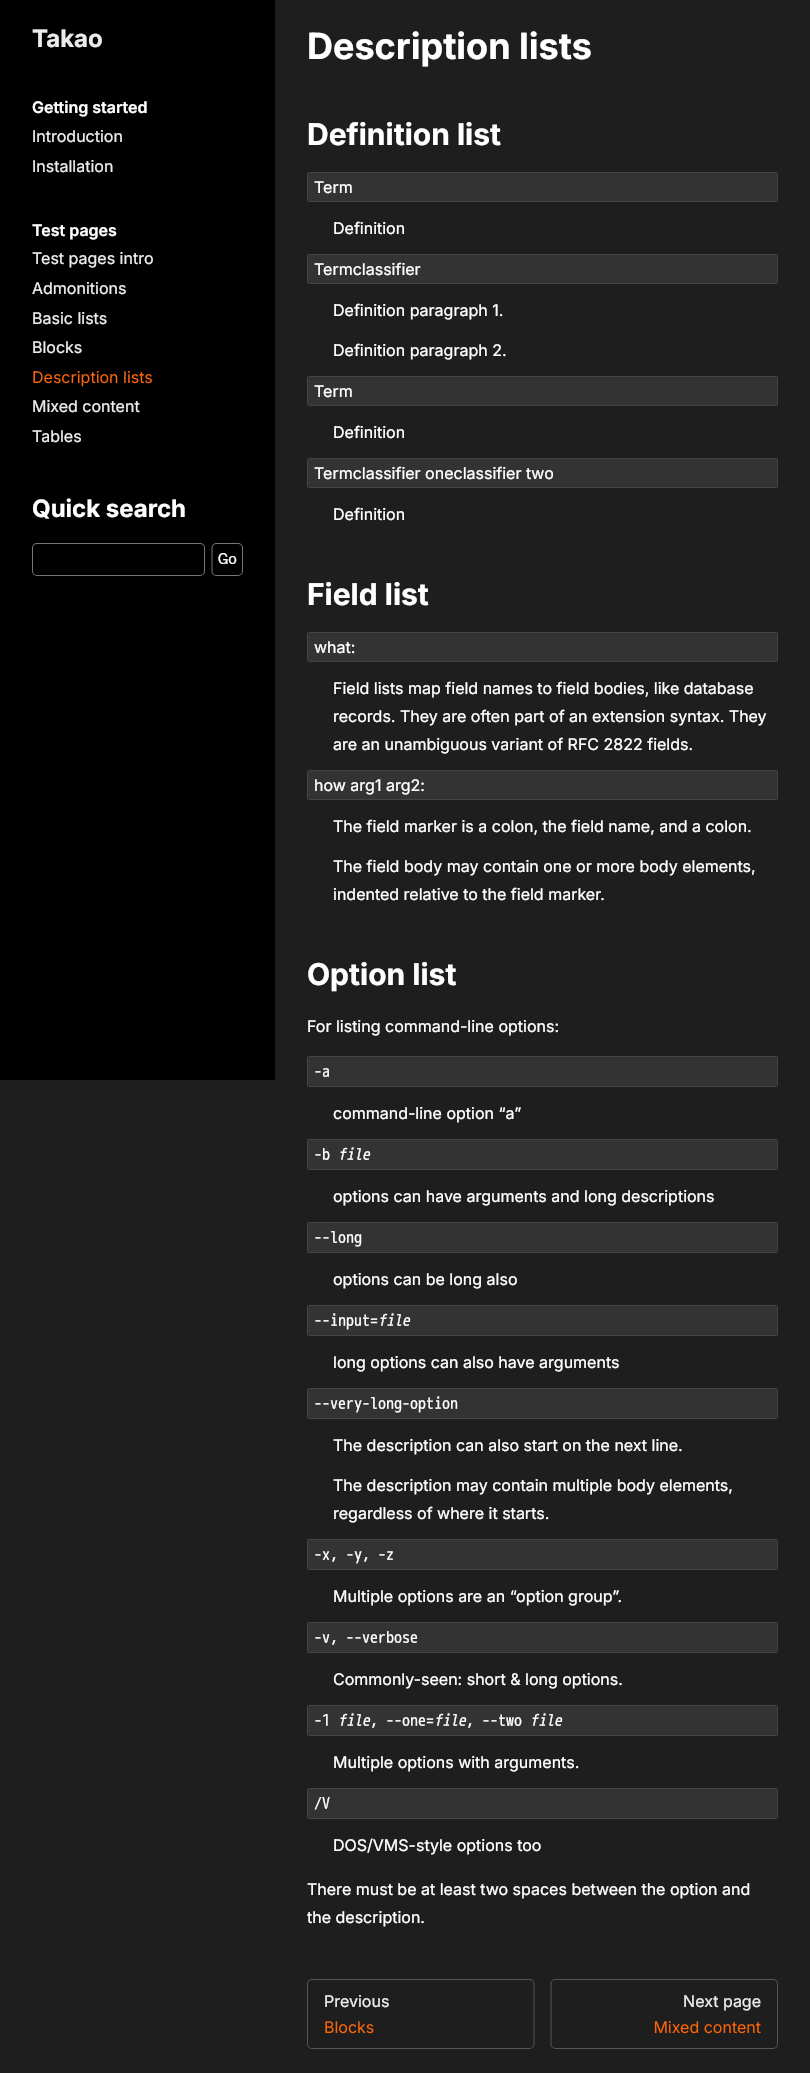 Takao
Getting started
Introduction
Installation
Test pages
Test pages intro
Admonitions
Basic lists
Blocks
Description lists
Mixed content
Tables
Quick search
Go
Description lists
Definition list
Term
Definition
Termclassifier
Definition paragraph 1.
Definition paragraph 2.
Term
Definition
Termclassifier oneclassifier two
Definition
Field list
what:
Field lists map field names to field bodies, like database
records. They are often part of an extension syntax. They
are an unambiguous variant of RFC 2822 fields.
how arg1 arg2:
The field marker is a colon, the field name, and a colon.
The field body may contain one or more body elements,
indented relative to the field marker.
Option list
For listing command-line options:
-a
command-line option “a”
-b file
options can have arguments and long descriptions
--long
options can be long also
--input=file
long options can also have arguments
--very-long-option
The description can also start on the next line.
The description may contain multiple body elements,
regardless of where it starts.
-x, -y, -z
Multiple options are an “option group”.
-v, --verbose
Commonly-seen: short & long options.
-1 file, --one=file, --two file
Multiple options with arguments.
/V
DOS/VMS-style options too
There must be at least two spaces between the option and
the description.
Previous
Blocks
Next page
Mixed content